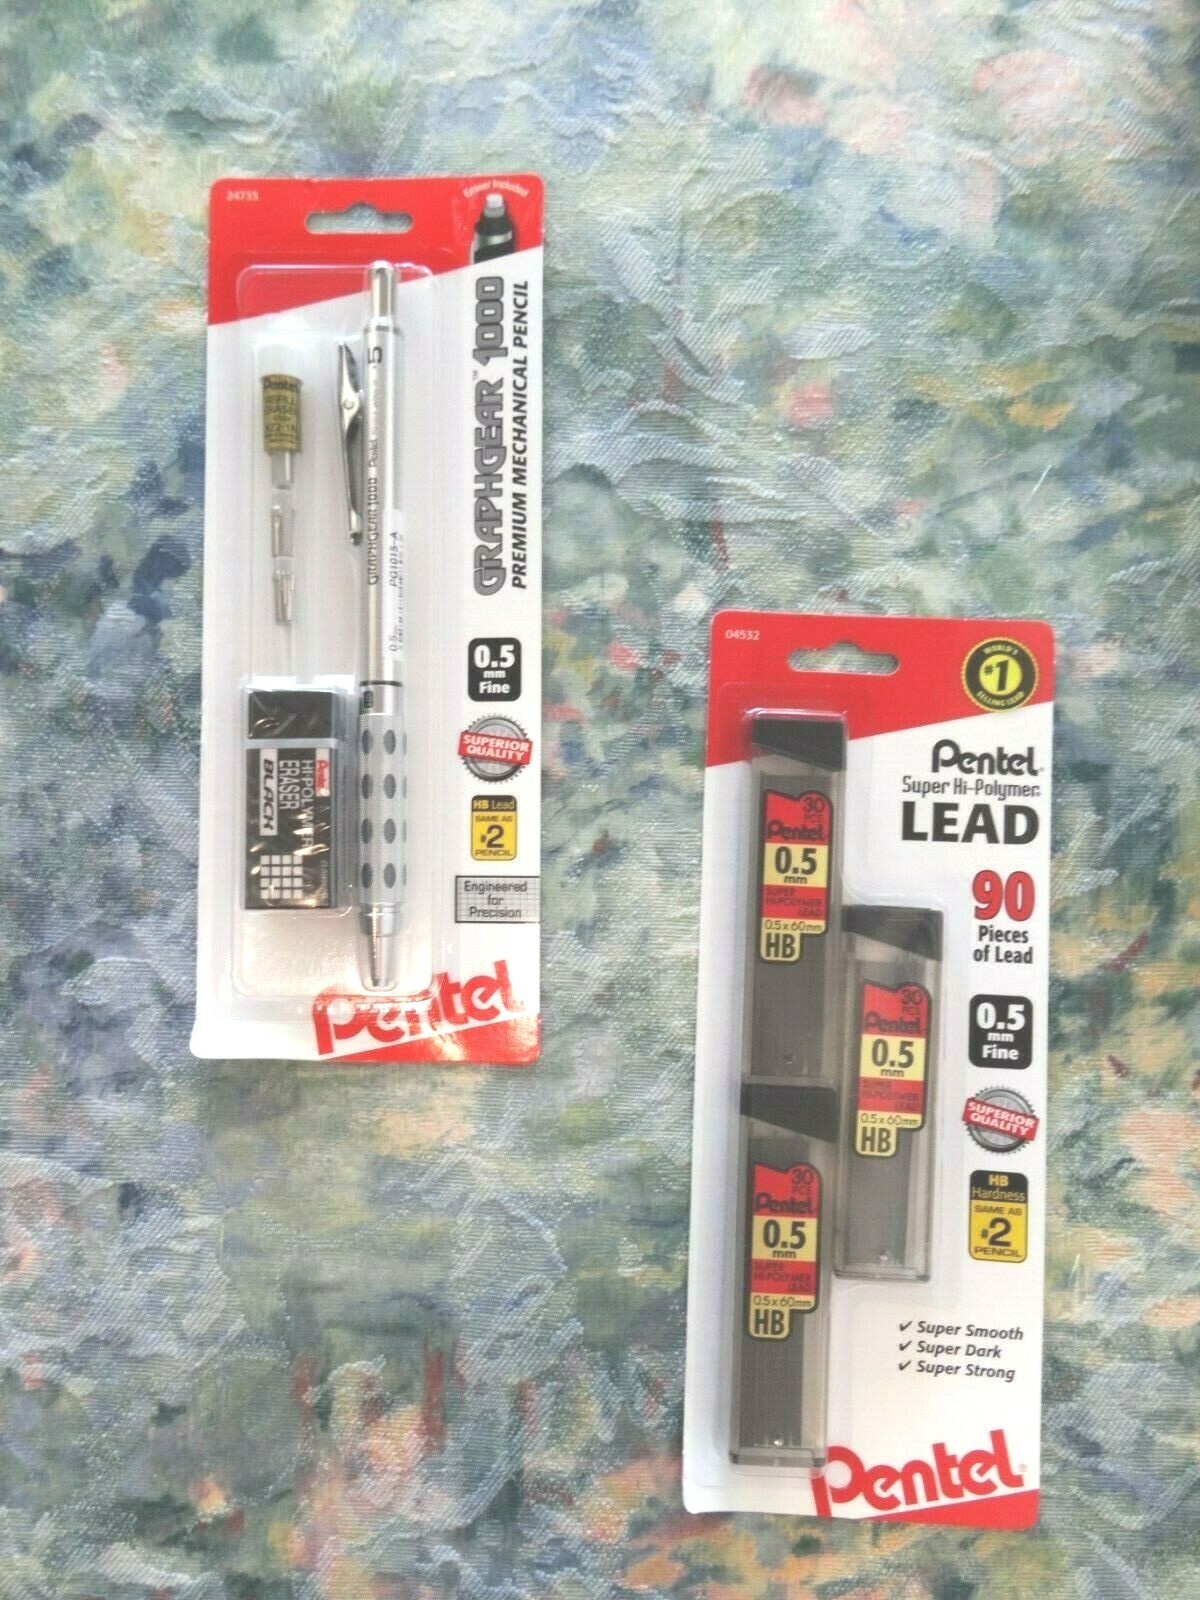 24735
Eraser Included
GRAPHGEAR™ 1000
PREMIUM MECHANICAL PENCIL
5
GRAPHGEAR 1000 Pentel
0.5mm PG1015-A
Pentel
REFILL
ERASER
0.5
mm
Fine
SUPERIOR
QUALITY
HB Lead
SAME AS
#2
PENCIL
Engineered
for
Precision
Pentel
HI-POLYMER
ERASER
BLACK
Pentel
04532
WORLD'S
#1
SELLING LEAD
Pentel®
Super Hi-Polymer®
LEAD
90
Pieces
of Lead
0.5
mm
Fine
SUPERIOR
QUALITY
HB
Hardness
SAME AS
#2
PENCIL
✓ Super Smooth
✓ Super Dark
✓ Super Strong
30
PCS
Pentel
0.5
mm
SUPER
HI-POLYMER
LEAD
0.5 x 60mm
HB
30
PCS
Pentel
0.5
mm
SUPER
HI-POLYMER
LEAD
0.5 x 60mm
HB
30
PCS
Pentel
0.5
mm
SUPER
HI-POLYMER
LEAD
0.5 x 60mm
HB
Pentel®